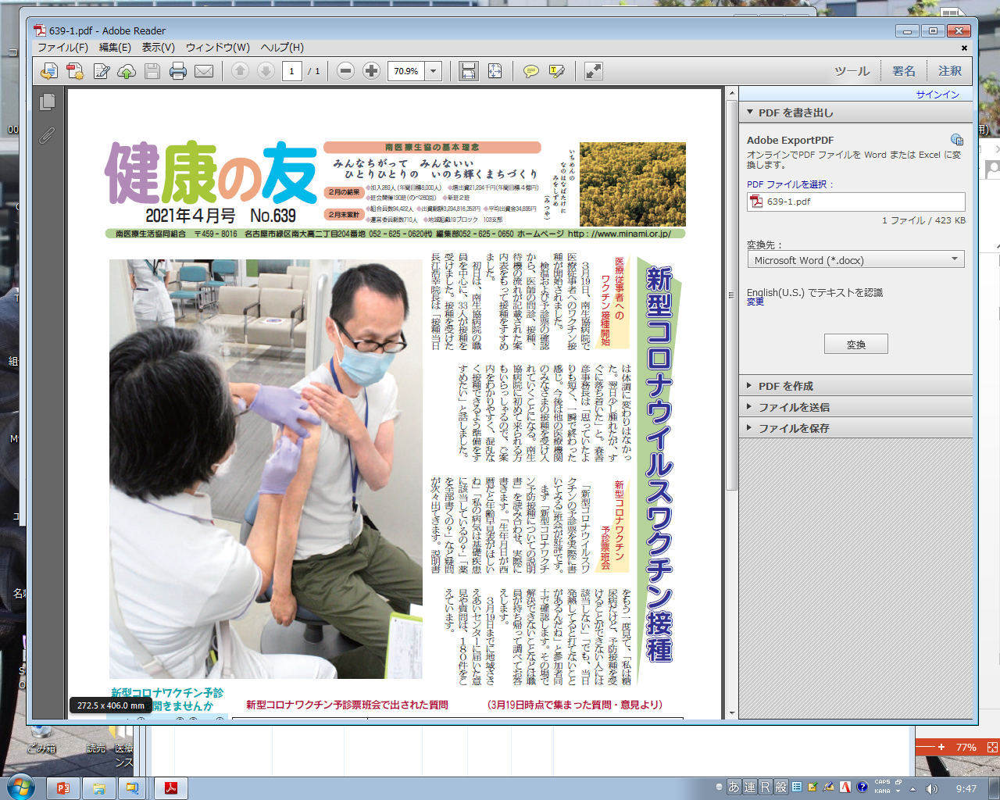 639-1.pdf - Adobe Reader
ファイル(F) 編集(E) 表示(V) ウィンドウ(W) ヘルプ(H)
1 / 1 70.9% ツール 署名 注釈
サインイン
PDF を書き出し
Adobe ExportPDF
オンラインでPDF ファイルを Word または Excel に変
換します。
PDF ファイルを選択：
639-1.pdf
1 ファイル / 423 KB
変換先：
Microsoft Word (*.docx)
English(U.S.) でテキストを認識
変更
変換
PDF を作成
ファイルを送信
ファイルを保存
健康の友
2021年４月号 No.639
南医療生協の基本理念
みんなちがって みんないい
ひとりひとりの いのち輝くまちづくり
2月の結果
◆加入269人(年間目標6,000人) ◆増出資21,294千円(年間目標４億円)
◆班会開催190班(のべ260回) ◆新班２班
2月末累計
◆組合員数94,422人 ◆出資総額3,294,816,352円 ◆平均出資金34,895円
◆運営委員総数710人 ◆地域組織19ブロック 103支部
いちめんの
なのはなばたけに
みをしずめ
(みつや)
南医療生活協同組合 〒459－8016 名古屋市緑区南大高二丁目204番地 052－625－0620㈹ 編集部052－625－0650 ホームページ http：//www.minami.or.jp/
新型コロナウイルスワクチン接種
医療従事者への
ワクチン接種開始
３月19日、南生協病院で
医療従事者へのワクチン接
種が開始されました。
検温および予診票の確認
から、医師の問診、接種、
待機の流れが記載された案
内表をもって接種をすすめ
ました。
初日は、南生協病院の職
員を中心に、33人が接種を
受けました。接種を受けた
長江浩幸院長は「接種当日
は体調に変わりはなかっ
た。翌日少し腫れたが、す
ぐに落ち着いた」と。森善
彦事務長は「思っていたよ
りも短く、一瞬で終わった
感じ。今後は他の医療機関
のみなさまの接種を受け入
れていくことになる。南生
協病院に初めて来られる方
もいらっしゃるので、ご案
内をわかりやすく、混乱な
く接種できるよう準備をす
すめたい」と話しました。
新型コロナワクチン
予診票班会
「新型コロナウイルスワ
クチンの予診票を実際に書
いてみる」班会が好評です。
まず「新型コロナワクチ
ン予防接種についての説明
書」を読み合わせ、実際に
書きます。「生年月日が西
暦だと年齢早見表がほしい
ね」「私の病気は基礎疾患
に該当しているの？」「薬
を全部書くの？」など疑問
が次々出てきます。説明書
をもう一度見て、「私は糖
尿病だけど、予防接種を受
けることができない人には
該当しない」「でも、当日
発熱してると打てないこと
があるんだね」と参加者同
士で確認します。その場で
解決できないことなどは職
員が持ち帰って調べてお答
えします。
３月19日までに地域ささ
えあいセンターに届いた意
見や質問は、１８０件をこ
えています。
新型コロナワクチン予診
を開きませんか
272.5 x 406.0 mm
新型コロナワクチン予診票班会で出された質問 （3月19日時点で集まった質問・意見より）
ごみ箱 読売 医療
ンス
77%
あ 連 R 般 CAPS KANA 9:47